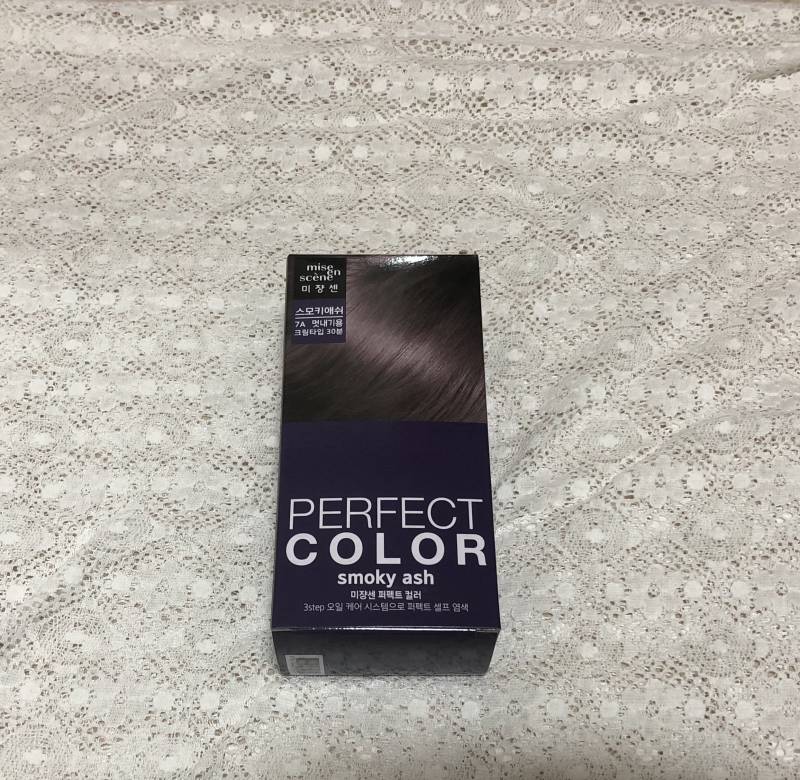 mise
en
scène
미쟝센
스모키애쉬
7A 멋내기용
크림타입 30분
PERFECT
COLOR
smoky ash
미쟝센 퍼펙트 컬러
3step 오일 케어 시스템으로 퍼펙트 셀프 염색